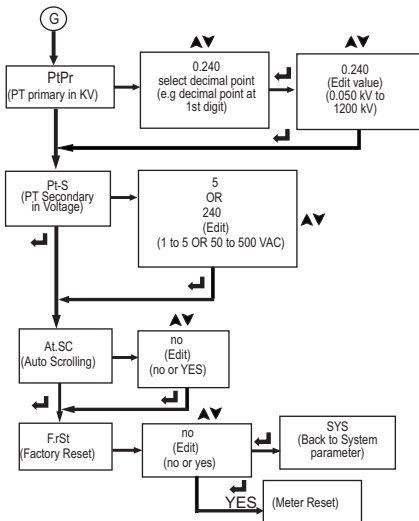 G
PtPr
(PT primary in KV)
0.240
select decimal point
(e.g decimal point at
1st digit)
0.240
(Edit value)
(0.050 kV to
1200 kV)
Pt-S
(PT Secondary
in Voltage)
5
OR
240
(Edit)
(1 to 5 OR 50 to 500 VAC)
At.SC
(Auto Scrolling)
no
(Edit)
(no or YES)
F.rSt
(Factory Reset)
no
(Edit)
(no or yes)
SYS
(Back to System
parameter)
YES
(Meter Reset)